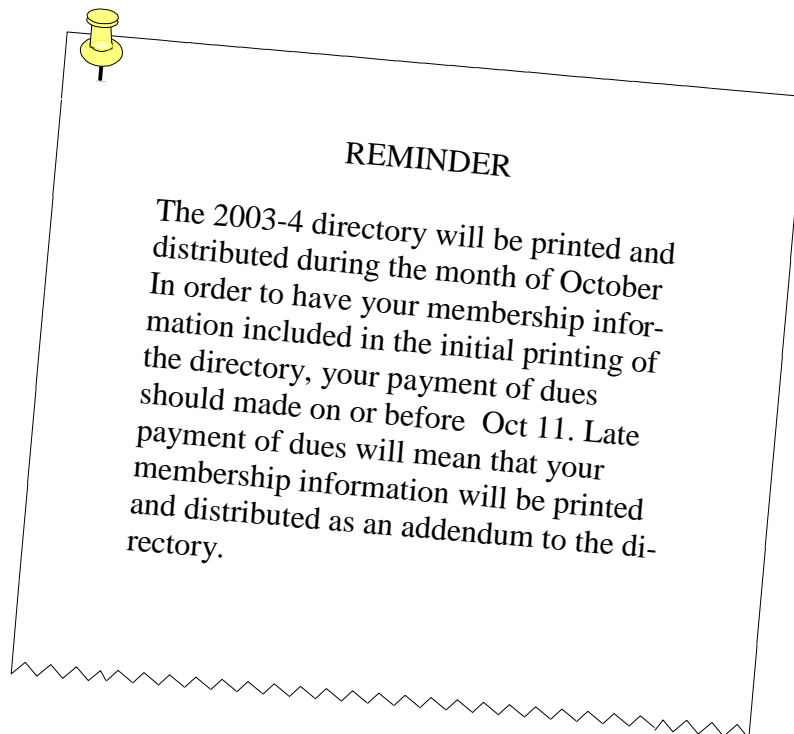 REMINDER
The 2003-4 directory will be printed and
distributed during the month of October
In order to have your membership infor-
mation included in the initial printing of
the directory, your payment of dues
should made on or before  Oct 11. Late
payment of dues will mean that your
membership information will be printed
and distributed as an addendum to the di-
rectory.